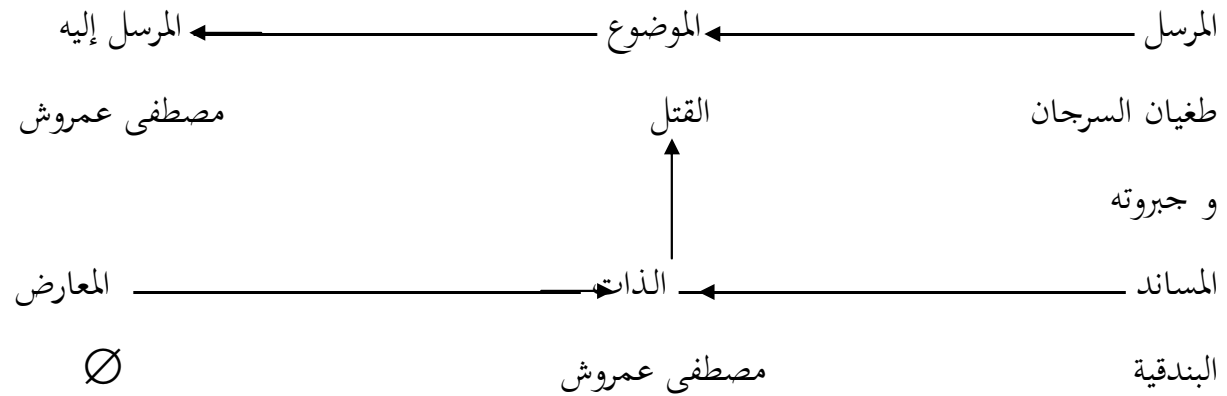 المرسل الموضوع المرسل إليه
طغيان السرجان القتل مصطفى عمروش
و جبروته
المساند الذات المعارض
البندقية مصطفى عمروش ∅